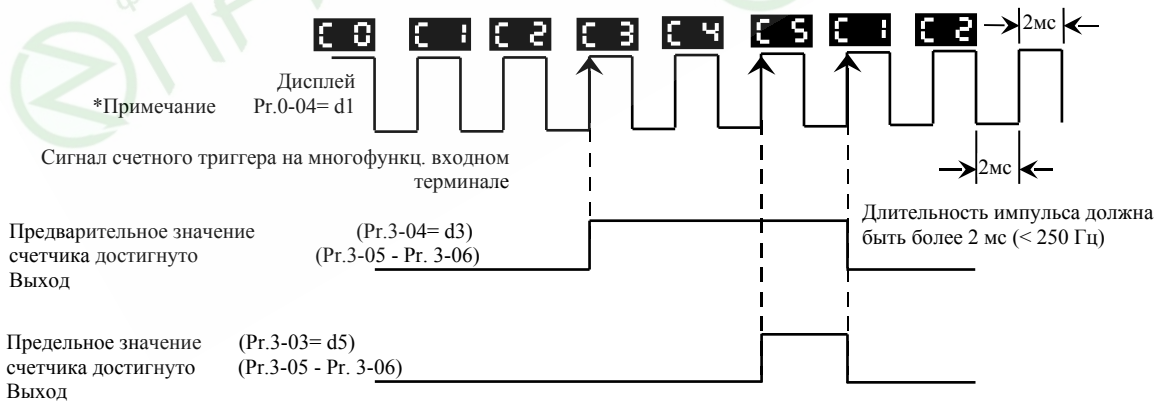 C 0 C 1 C 2 C 3 C 4 C 5 C 1 C 2
2мс
Дисплей
*Примечание Pr.0-04= d1
Сигнал счетного триггера на многофункц. входном
терминале
2мс
Длительность импульса должна
быть более 2 мс (< 250 Гц)
Предварительное значение (Pr.3-04= d3)
счетчика достигнуто (Pr.3-05 - Pr. 3-06)
Выход
Предельное значение (Pr.3-03= d5)
счетчика достигнуто (Pr.3-05 - Pr. 3-06)
Выход